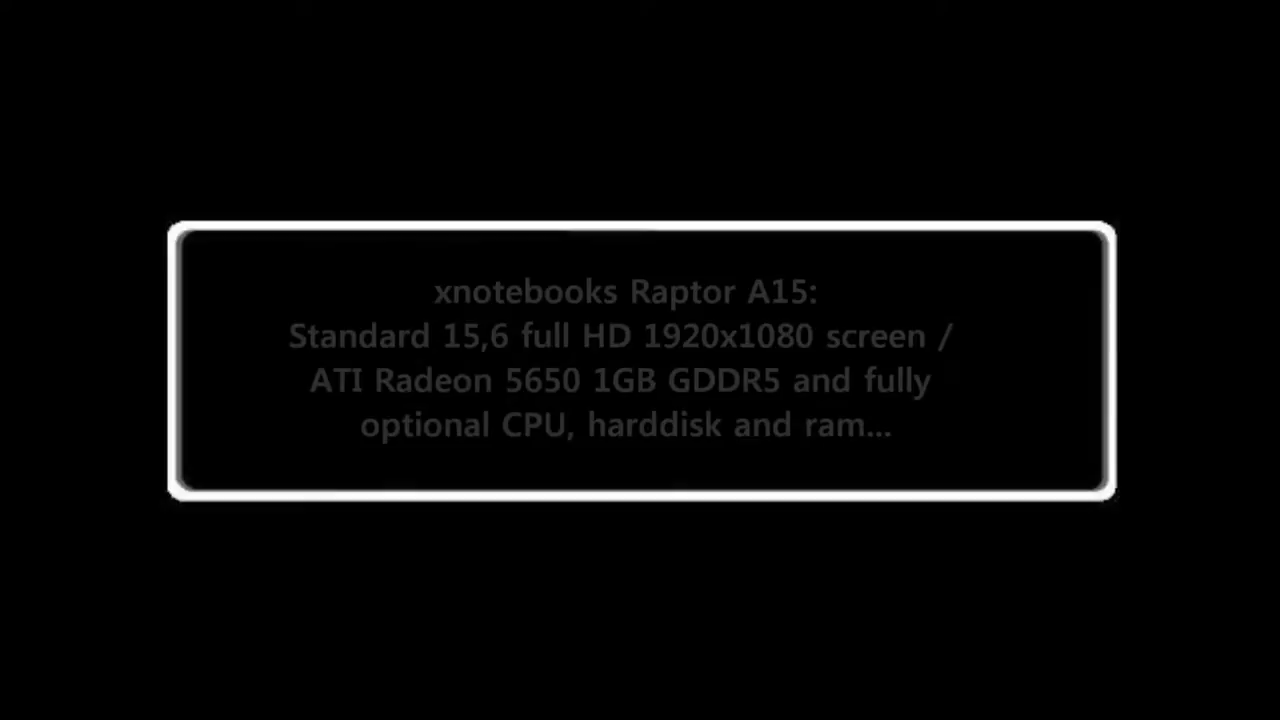 xnotebooks Raptor A15:
Standard 15,6 full HD 1920x1080 screen /
ATI Radeon 5650 1GB GDDR5 and fully
optional CPU, harddisk and ram...